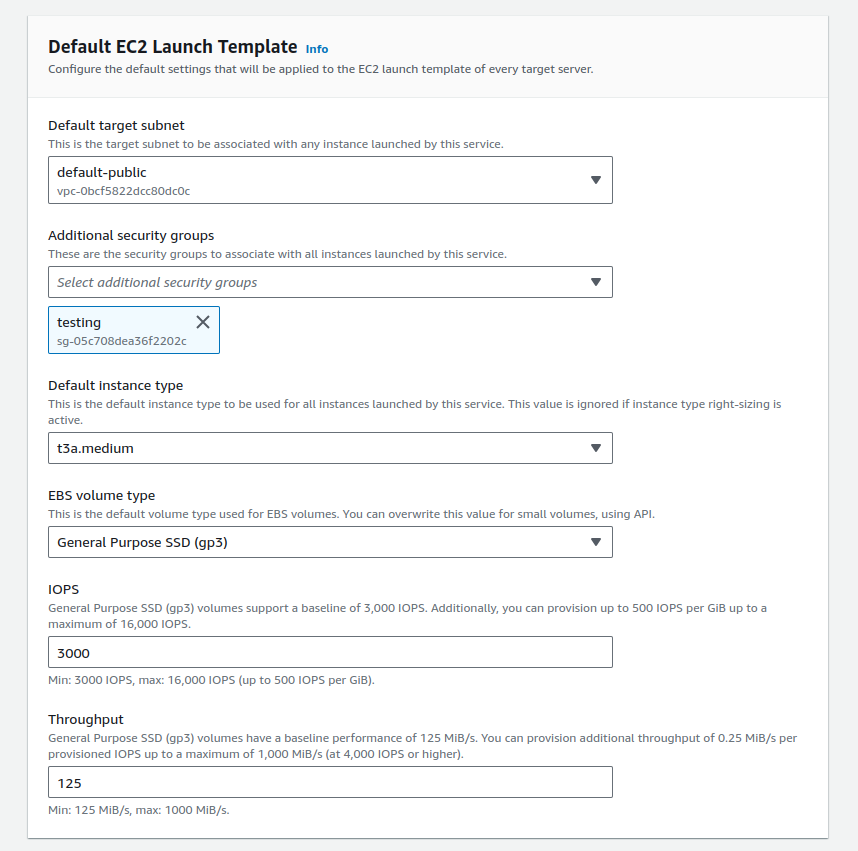 Default EC2 Launch Template Info
Configure the default settings that will be applied to the EC2 launch template of every target server.
Default target subnet
This is the target subnet to be associated with any instance launched by this service.
default-public
vpc-0bcf5822dcc80dc0c
Additional security groups
These are the security groups to associate with all instances launched by this service.
Select additional security groups
testing
sg-05c708dea36f2202c
Default instance type
This is the default instance type to be used for all instances launched by this service. This value is ignored if instance type right-sizing is
active.
t3a.medium
EBS volume type
This is the default volume type used for EBS volumes. You can overwrite this value for small volumes, using API.
General Purpose SSD (gp3)
IOPS
General Purpose SSD (gp3) volumes support a baseline of 3,000 IOPS. Additionally, you can provision up to 500 IOPS per GiB up to a
maximum of 16,000 IOPS.
3000
Min: 3000 IOPS, max: 16,000 IOPS (up to 500 IOPS per GiB).
Throughput
General Purpose SSD (gp3) volumes have a baseline performance of 125 MiB/s. You can provision additional throughput of 0.25 MiB/s per
provisioned IOPS up to a maximum of 1,000 MiB/s (at 4,000 IOPS or higher).
125
Min: 125 MiB/s, max: 1000 MiB/s.